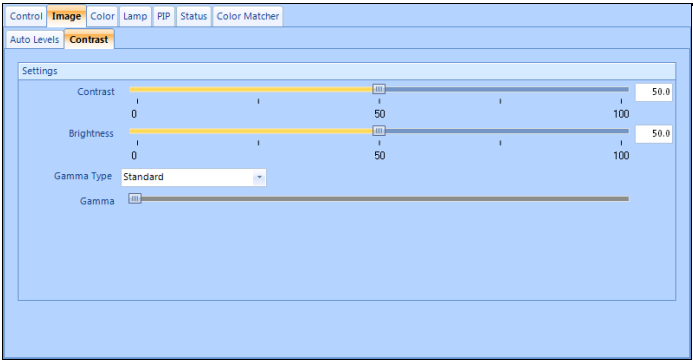 Control Image Color Lamp PIP Status Color Matcher
Auto Levels Contrast
Settings
Contrast 50.0
0 50 100
Brightness 50.0
0 50 100
Gamma Type Standard
Gamma